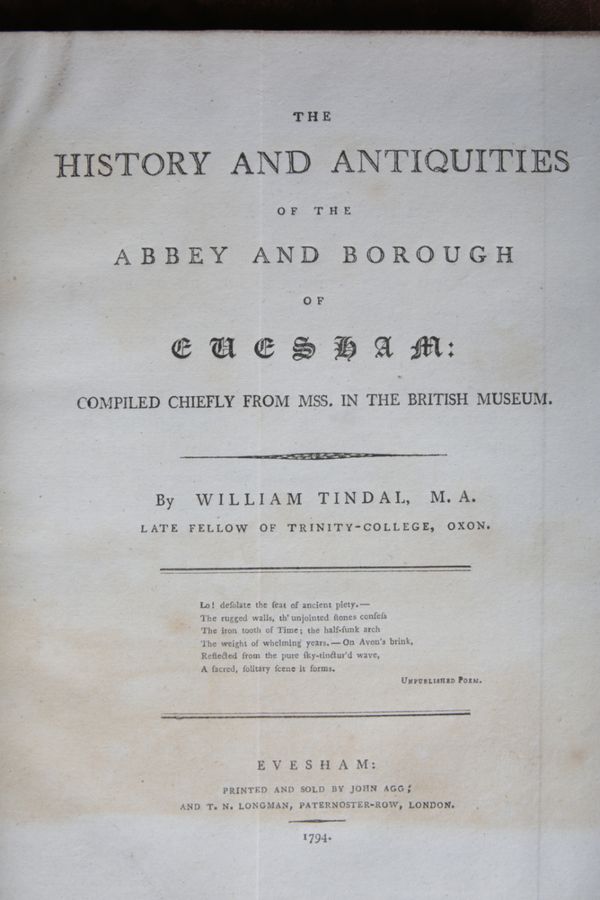 THE
HISTORY AND ANTIQUITIES
OF THE
ABBEY AND BOROUGH
OF
EUESHAM:
COMPILED CHIEFLY FROM MSS. IN THE BRITISH MUSEUM.
By WILLIAM TINDAL, M. A.
LATE FELLOW OF TRINITY-COLLEGE, OXON.
Lo! deſolate the ſeat of ancient piety.—
The rugged walls, th' unjointed ſtones confeſs
The iron tooth of Time; the half-ſunk arch
The weight of whelming years.—On Avon's brink,
Reflected from the pure ſky-tinctur'd wave,
A ſacred, ſolitary ſcene it forms.
UNPUBLISHED POEM.
EVESHAM:
PRINTED AND SOLD BY JOHN AGG;
AND T. N. LONGMAN, PATERNOSTER-ROW, LONDON.
1794.